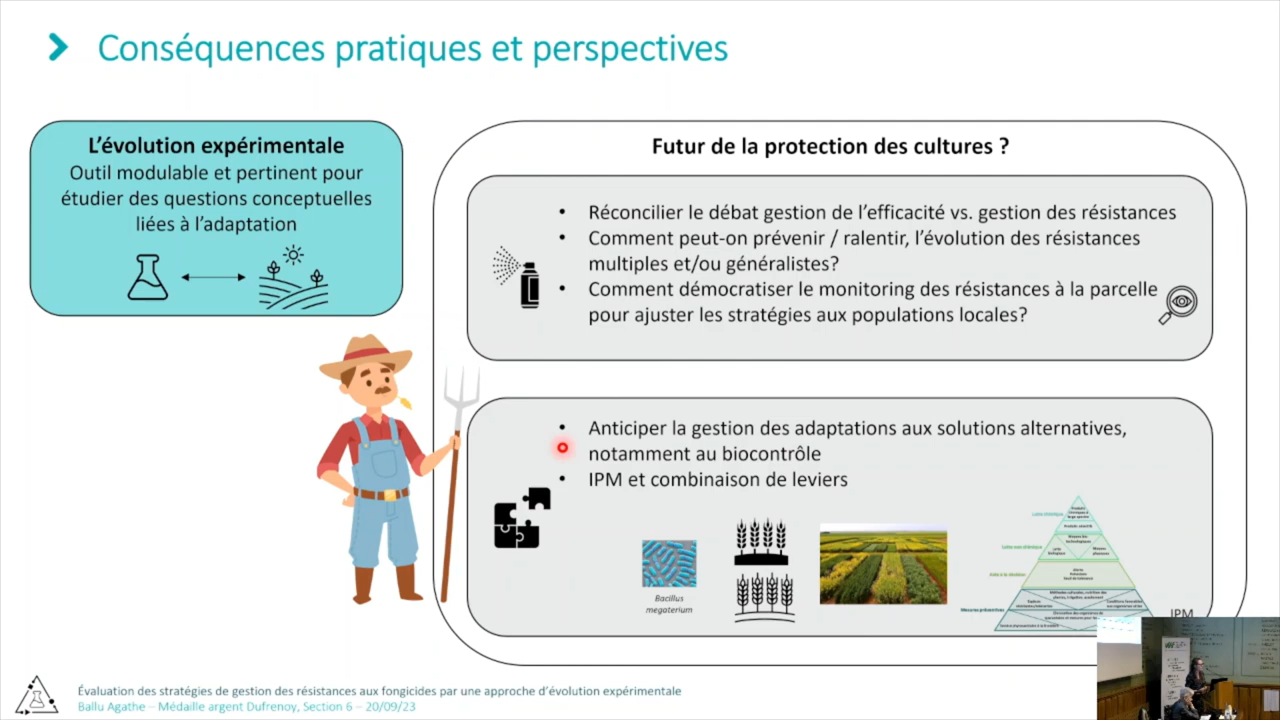 Conséquences pratiques et perspectives
L'évolution expérimentale
Outil modulable et pertinent pour
étudier des questions conceptuelles
liées à l'adaptation
Futur de la protection des cultures ?
• Réconcilier le débat gestion de l'efficacité vs. gestion des résistances
• Comment peut-on prévenir / ralentir, l'évolution des résistances
multiples et/ou généralistes?
• Comment démocratiser le monitoring des résistances à la parcelle
pour ajuster les stratégies aux populations locales?
• Anticiper la gestion des adaptations aux solutions alternatives,
notamment au biocontrôle
• IPM et combinaison de leviers
Bacillus
megaterium
Mesures préventives
IPM
Évaluation des stratégies de gestion des résistances aux fongicides par une approche d'évolution expérimentale
Ballu Agathe – Médaille argent Dufrenoy, Section 6 – 20/09/23